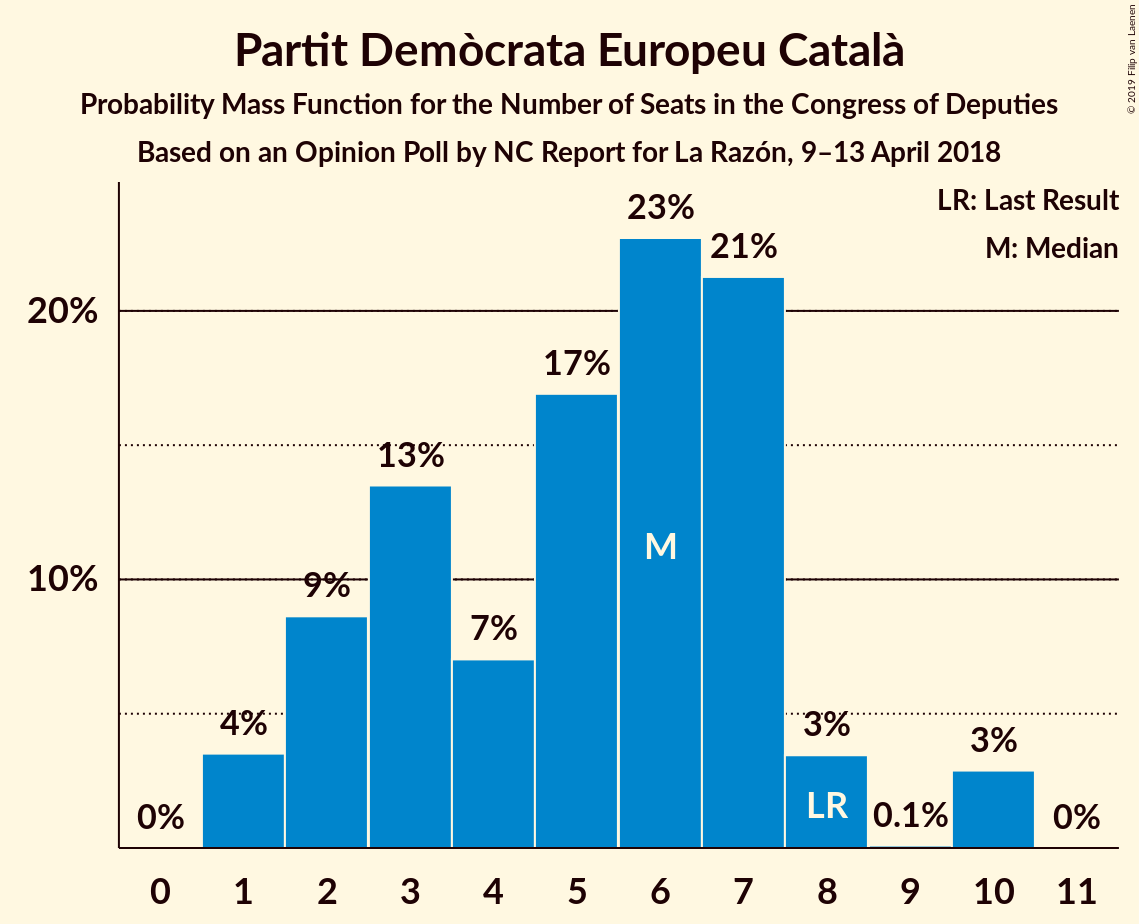 Partit Demòcrata Europeu Català
Probability Mass Function for the Number of Seats in the Congress of Deputies
Based on an Opinion Poll by NC Report for La Razón, 9–13 April 2018
© 2019 Filip van Laenen
LR: Last Result
M: Median
23%
21%
20%
17%
13%
M
10%
9%
7%
4%
3%
3%
LR
0%
0.1%
0%
0 1 2 3 4 5 6 7 8 9 10 11